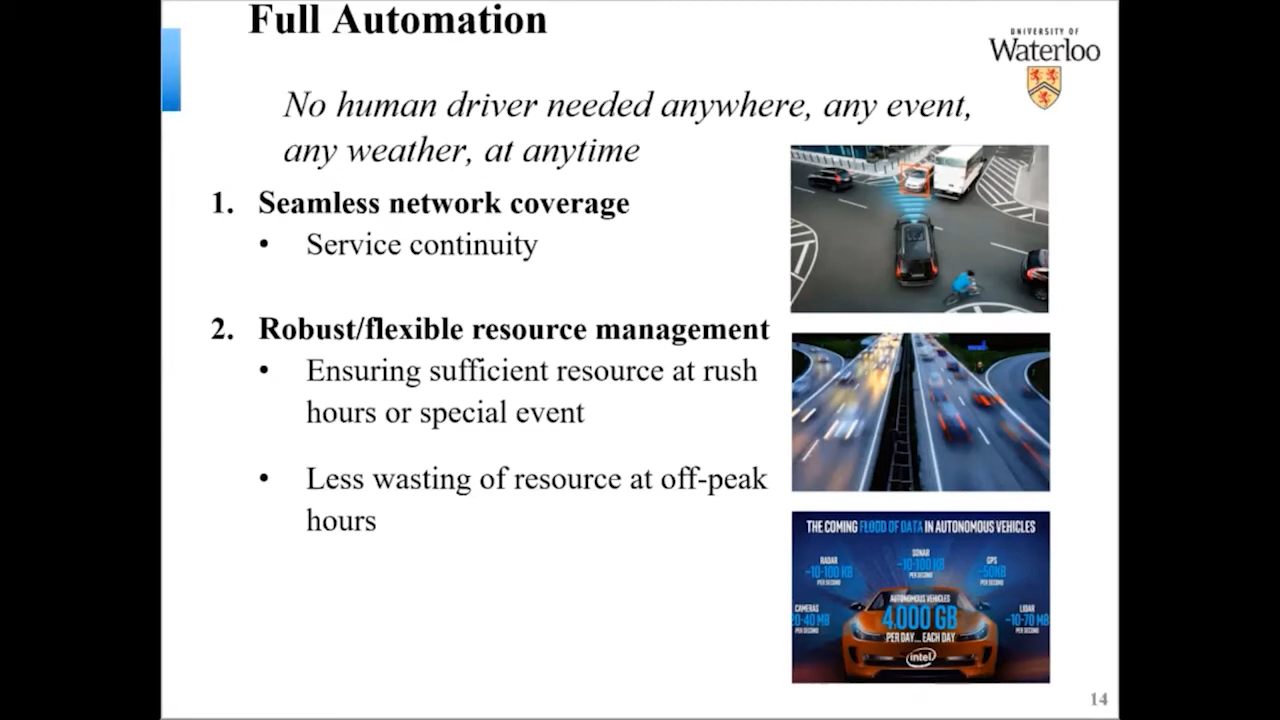 Full Automation
UNIVERSITY OF
Waterloo
No human driver needed anywhere, any event,
any weather, at anytime
1. Seamless network coverage
• Service continuity
2. Robust/flexible resource management
• Ensuring sufficient resource at rush
hours or special event
• Less wasting of resource at off-peak
hours
THE COMING FLOOD OF DATA IN AUTONOMOUS VEHICLES
RADAR
~10-100 KB
PER SECOND
SONAR
~10-100 KB
PER SECOND
GPS
~50KB
PER SECOND
CAMERAS
20-40 MB
PER SECOND
AUTONOMOUS VEHICLES
4,000 GB
PER DAY... EACH DAY
LIDAR
~10-70 MB
PER SECOND
intel
14